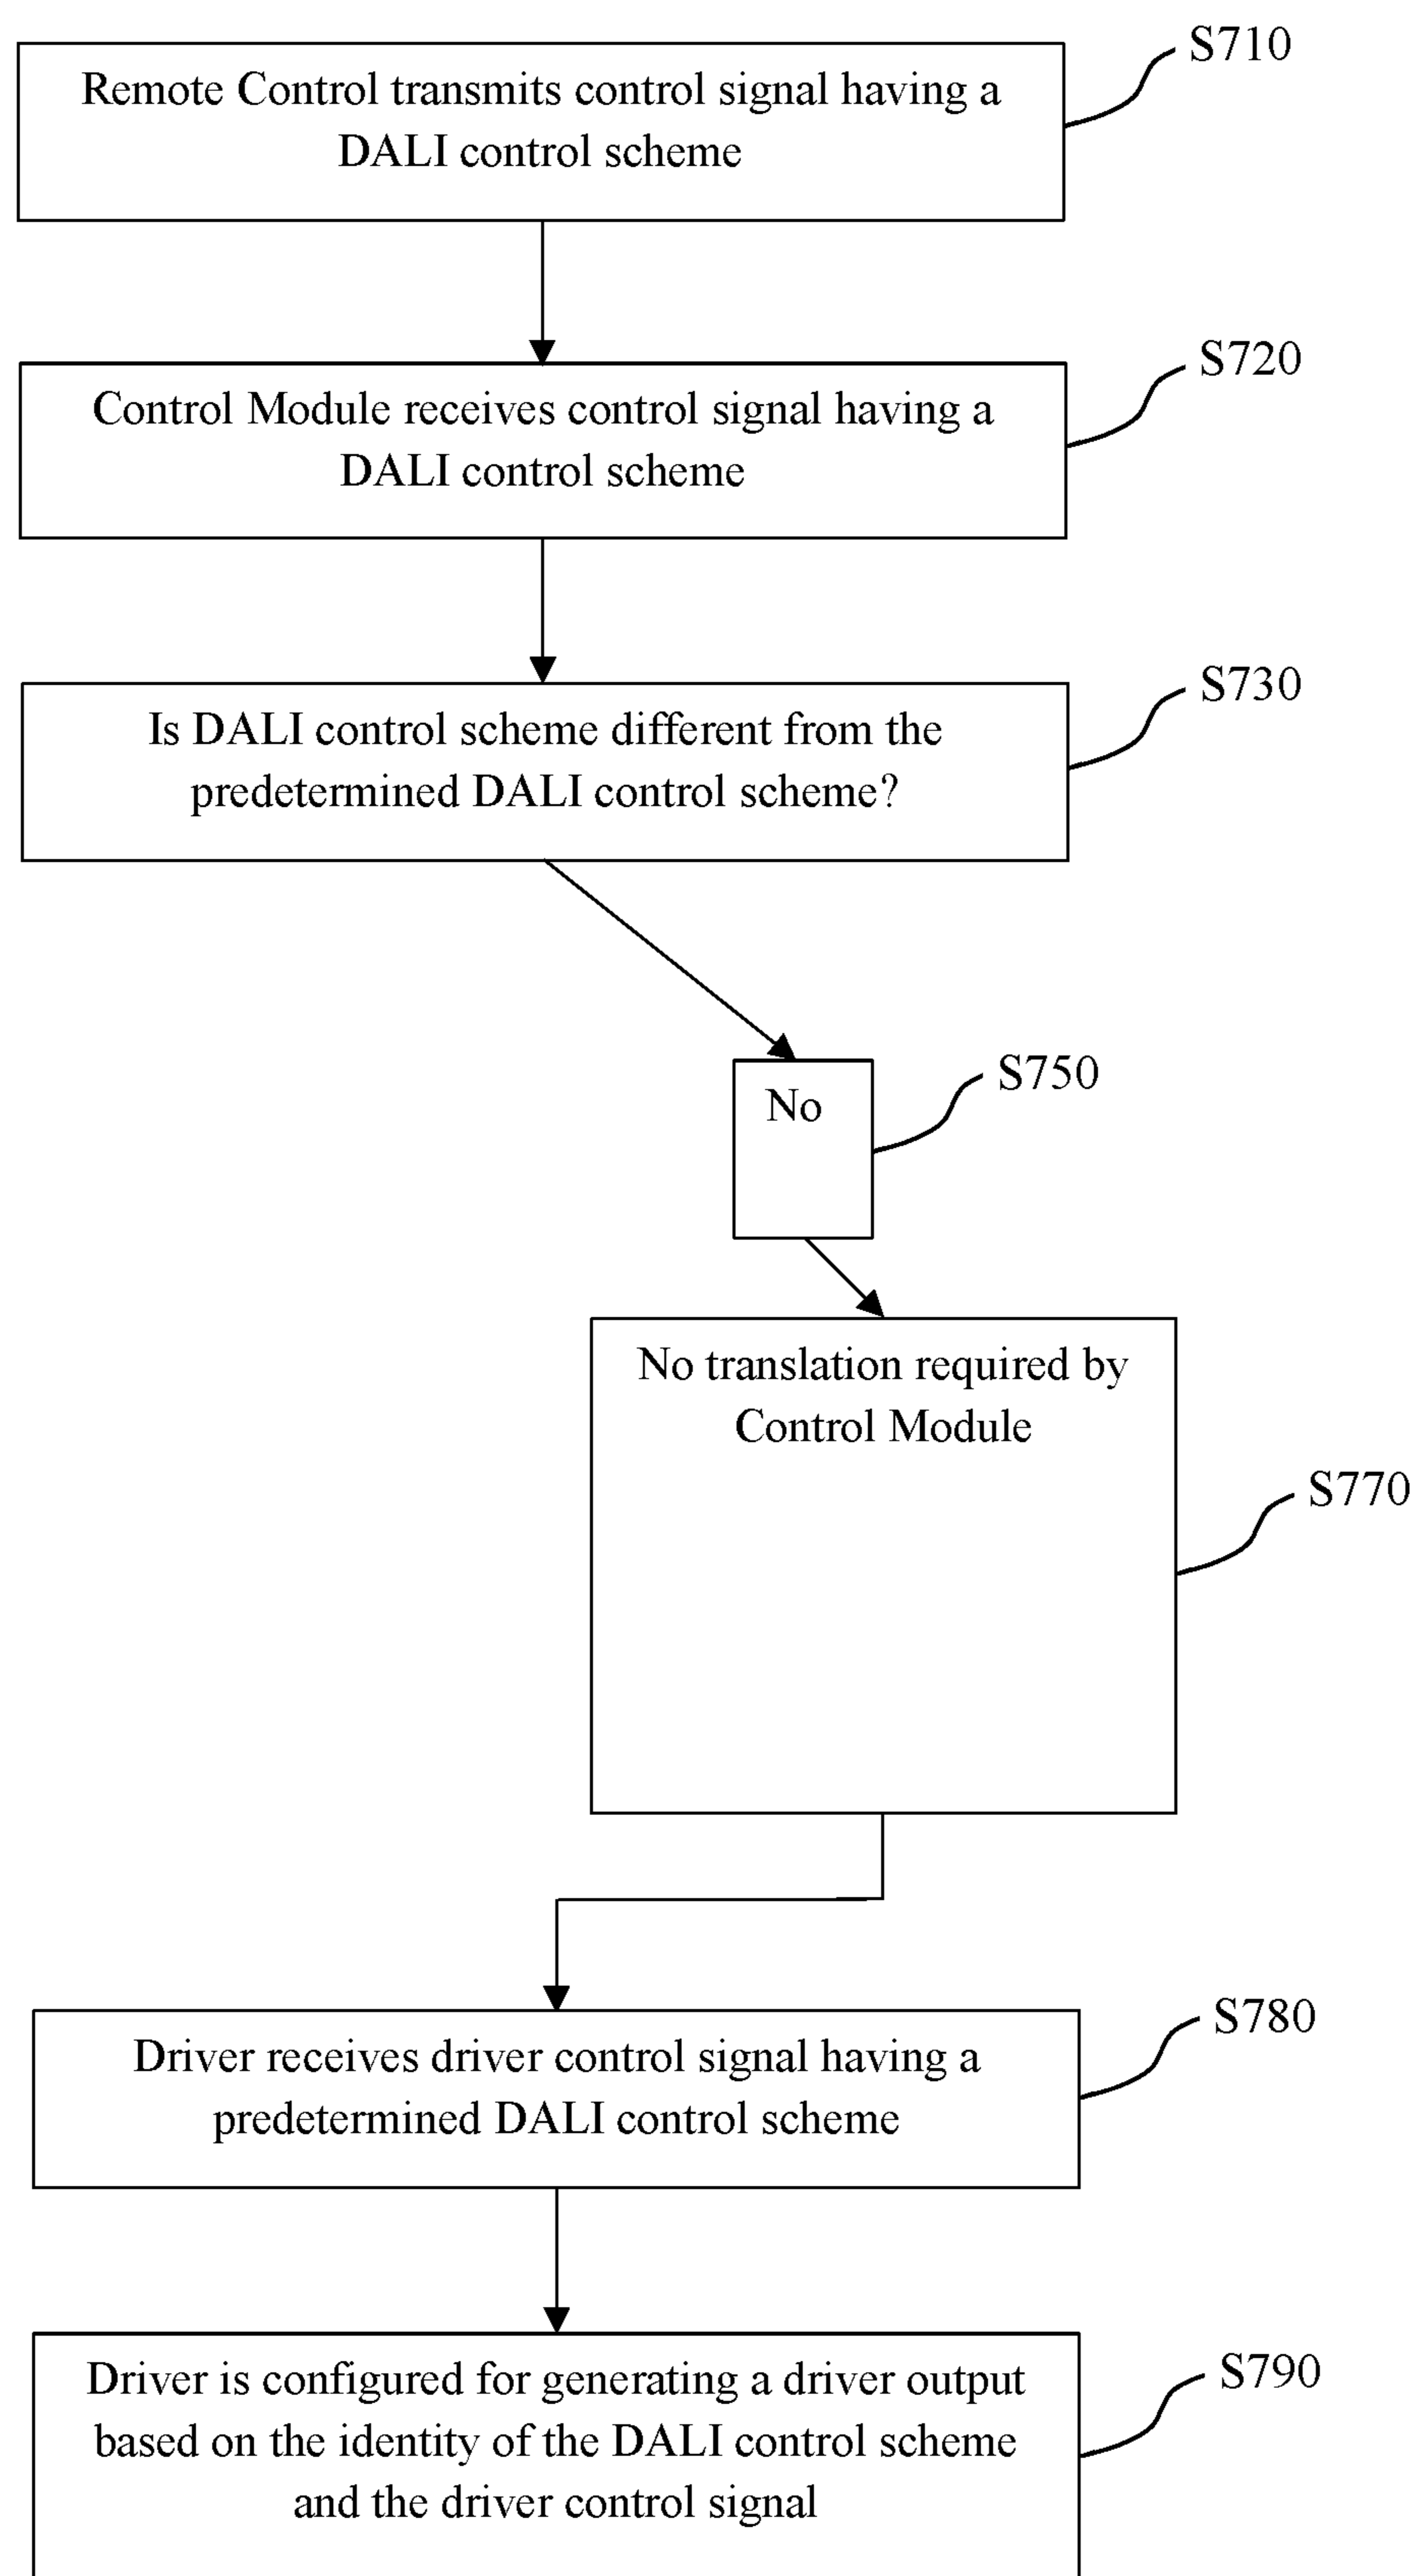 S710
Remote Control transmits control signal having a
DALI control scheme
S720
Control Module receives control signal having a
DALI control scheme
S730
Is DALI control scheme different from the
predetermined DALI control scheme?
S750
No
No translation required by
Control Module
S770
S780
Driver receives driver control signal having a
predetermined DALI control scheme
S790
Driver is configured for generating a driver output
based on the identity of the DALI control scheme
and the driver control signal